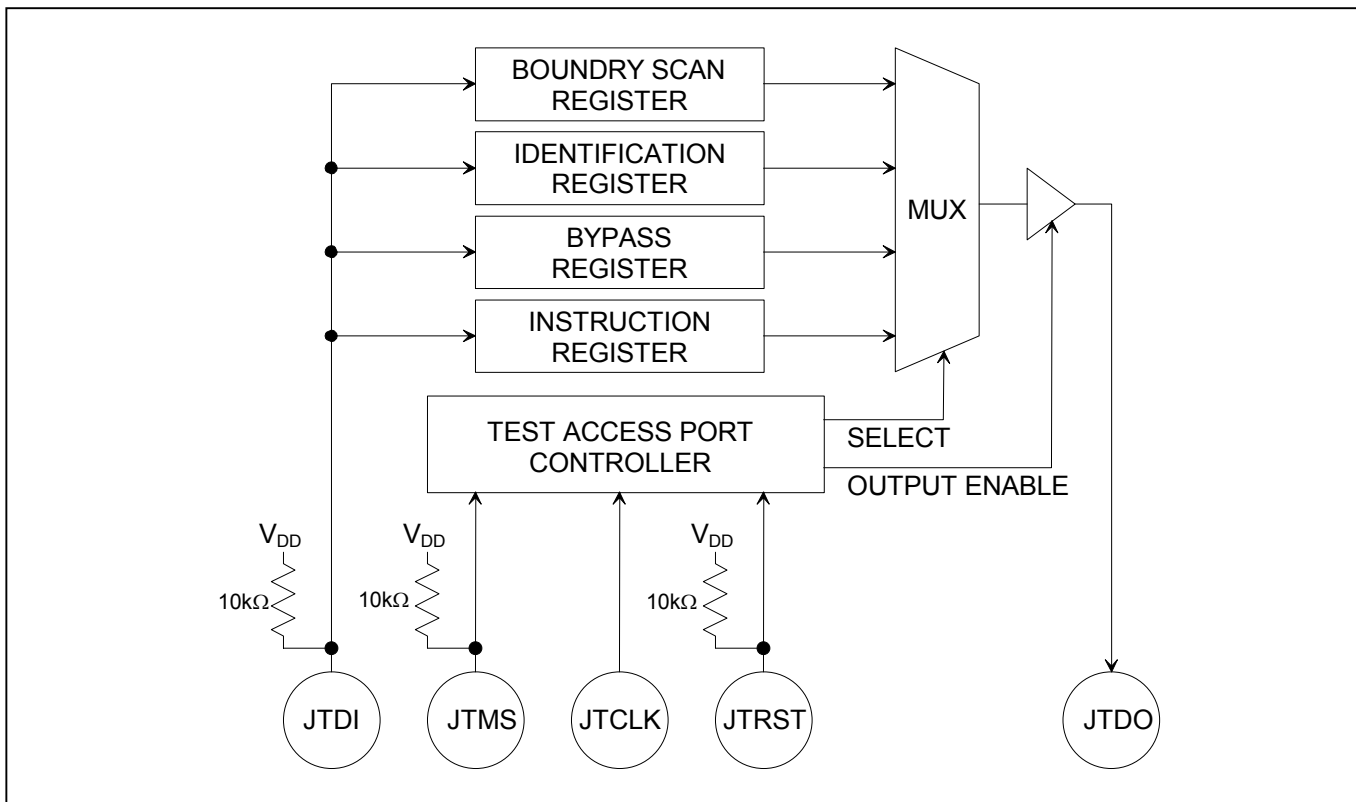 BOUNDRY SCAN
REGISTER
IDENTIFICATION
REGISTER
BYPASS
REGISTER
INSTRUCTION
REGISTER
MUX
TEST ACCESS PORT
CONTROLLER
SELECT
OUTPUT ENABLE
VDD
VDD
VDD
10kΩ
10kΩ
10kΩ
JTDI
JTMS
JTCLK
JTRST
JTDO